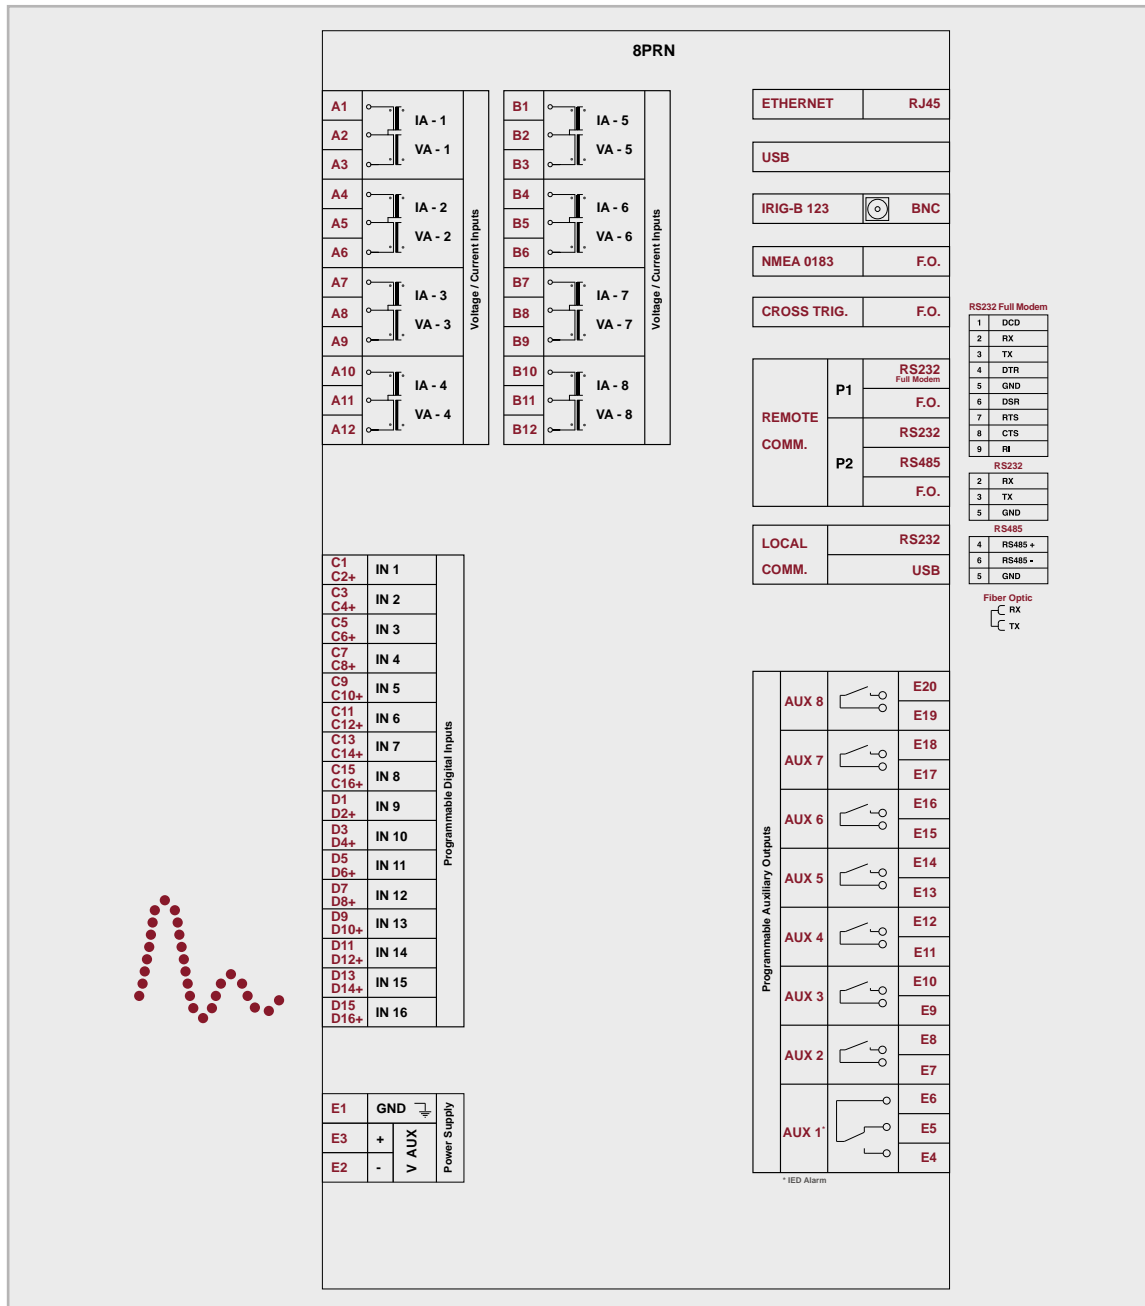 8PRN
A1
A2
A3
IA - 1
VA - 1
A4
A5
A6
IA - 2
VA - 2
A7
A8
A9
IA - 3
VA - 3
A10
A11
A12
IA - 4
VA - 4
Voltage / Current Inputs
B1
B2
B3
IA - 5
VA - 5
B4
B5
B6
IA - 6
VA - 6
B7
B8
B9
IA - 7
VA - 7
B10
B11
B12
IA - 8
VA - 8
Voltage / Current Inputs
ETHERNET RJ45
USB
IRIG-B 123 BNC
NMEA 0183 F.O.
CROSS TRIG. F.O.
REMOTE
COMM.
P1
RS232
Full Modem
F.O.
P2
RS232
RS485
F.O.
LOCAL
COMM.
RS232
USB
RS232 Full Modem
1 DCD
2 RX
3 TX
4 DTR
5 GND
6 DSR
7 RTS
8 CTS
9 RI
RS232
2 RX
3 TX
5 GND
RS485
4 RS485 +
6 RS485 -
5 GND
Fiber Optic
RX
TX
C1
C2+
IN 1
C3
C4+
IN 2
C5
C6+
IN 3
C7
C8+
IN 4
C9
C10+
IN 5
C11
C12+
IN 6
C13
C14+
IN 7
C15
C16+
IN 8
D1
D2+
IN 9
D3
D4+
IN 10
D5
D6+
IN 11
D7
D8+
IN 12
D9
D10+
IN 13
D11
D12+
IN 14
D13
D14+
IN 15
D15
D16+
IN 16
Programmable Digital Inputs
E1 GND
E3 +
E2 -
V AUX
Power Supply
Programmable Auxiliary Outputs
AUX 8
E20
E19
AUX 7
E18
E17
AUX 6
E16
E15
AUX 5
E14
E13
AUX 4
E12
E11
AUX 3
E10
E9
AUX 2
E8
E7
AUX 1*
E6
E5
E4
* IED Alarm